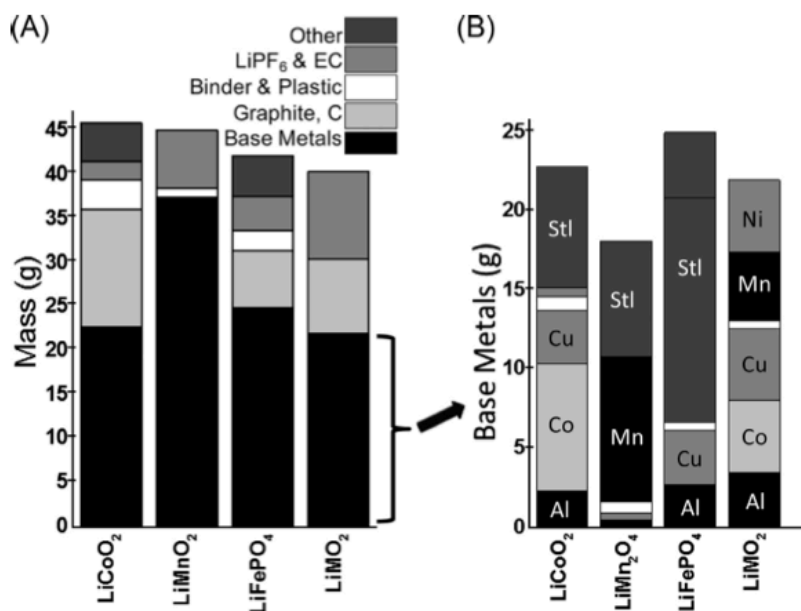 (A)
Other
LiPF₆ & EC
Binder & Plastic
Graphite, C
Base Metals
Mass (g)
45
40
35
30
25
20
15
10
5
0
LiCoO₂
LiMnO₂
LiFePO₄
LiMO₂
(B)
Base Metals (g)
25
20
15
10
5
0
Stl
Cu
Co
Al
Stl
Mn
Stl
Cu
Al
Ni
Mn
Cu
Co
Al
LiCoO₂
LiMn₂O₄
LiFePO₄
LiMO₂